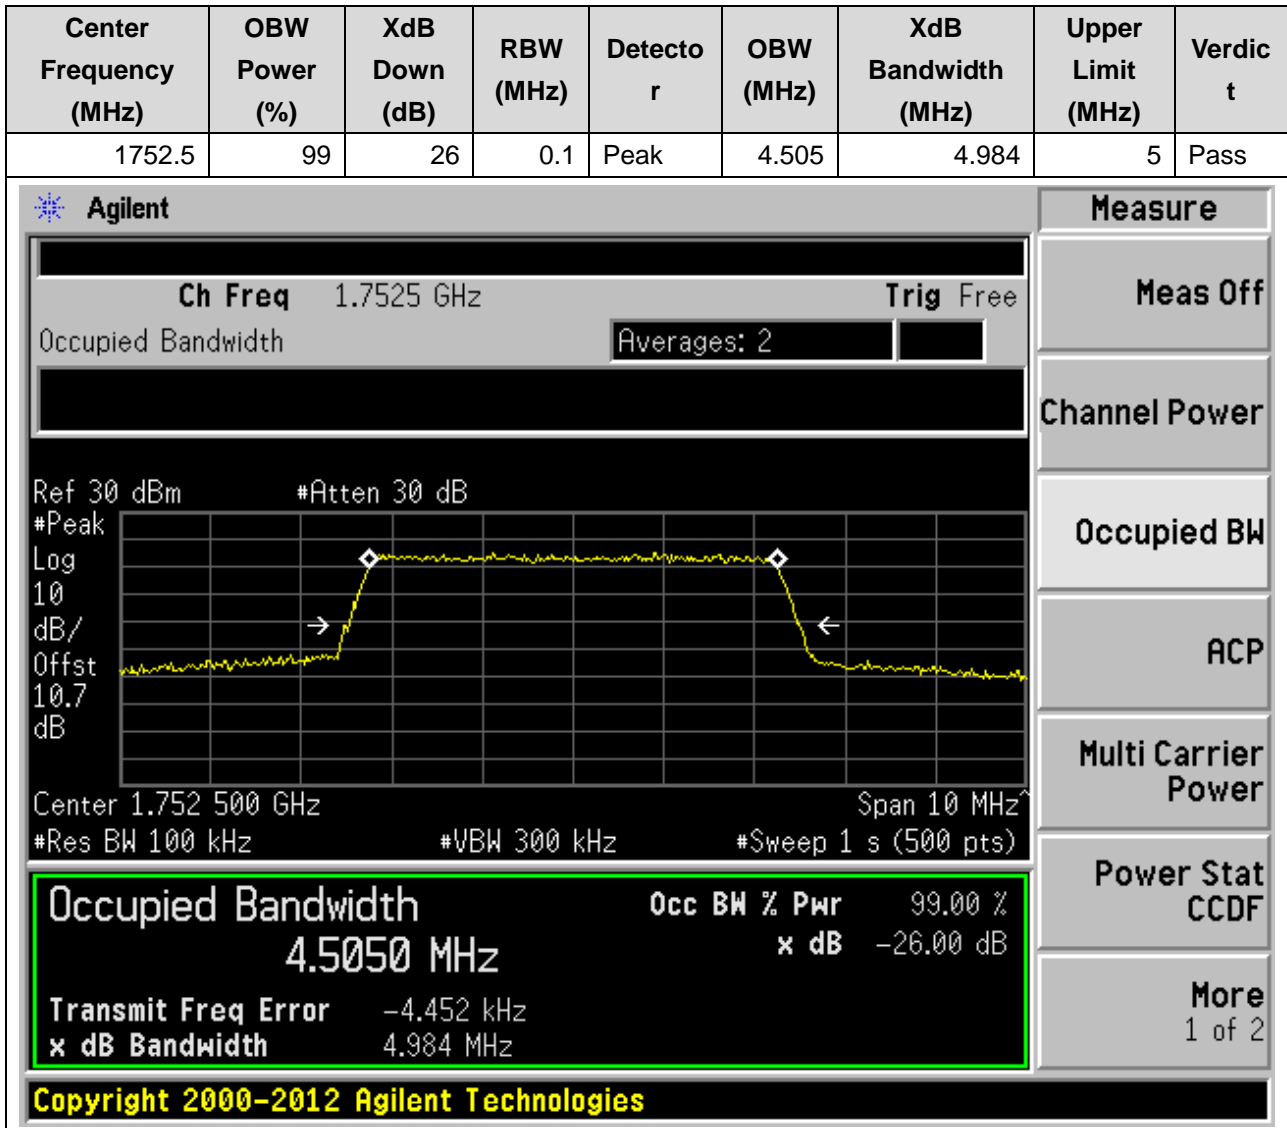 Center Frequency (MHz) OBW Power (%) XdB Down (dB) RBW (MHz) Detecto r OBW (MHz) XdB Bandwidth (MHz) Upper Limit (MHz) Verdic t
1752.5 99 26 0.1 Peak 4.505 4.984 5 Pass
Agilent Measure
Ch Freq 1.7525 GHz Trig Free
Meas Off
Occupied Bandwidth Averages: 2
Channel Power
Ref 30 dBm #Atten 30 dB
#Peak
Log
10
dB/
Offst
10.7
dB
Occupied BW
ACP
Multi Carrier
Power
Center 1.752 500 GHz Span 10 MHz^
#Res BW 100 kHz #VBW 300 kHz #Sweep 1 s (500 pts)
Power Stat
CCDF
Occupied Bandwidth Occ BW % Pwr 99.00 %
4.5050 MHz x dB -26.00 dB
Transmit Freq Error -4.452 kHz
x dB Bandwidth 4.984 MHz
More
1 of 2
Copyright 2000-2012 Agilent Technologies